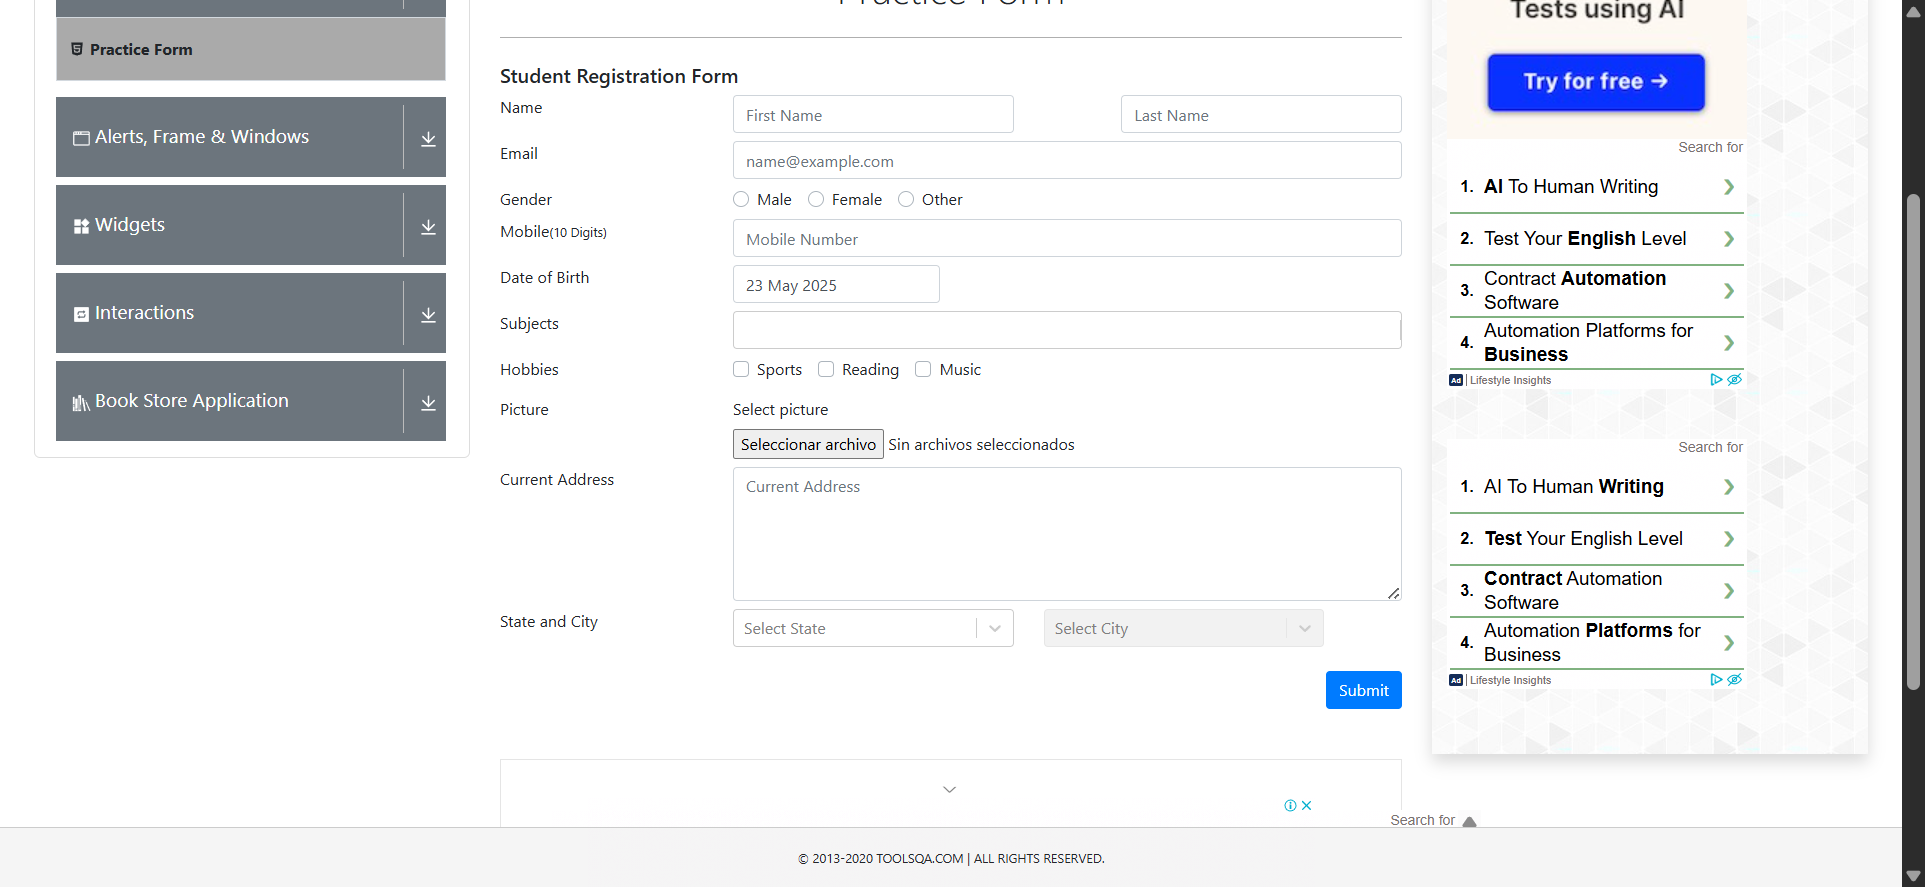 Practice Form
Practice Form
Alerts, Frame & Windows
Widgets
Interactions
Book Store Application
Student Registration Form
Name
First Name
Last Name
Email
name@example.com
Gender
Male
Female
Other
Mobile(10 Digits)
Mobile Number
Date of Birth
23 May 2025
Subjects
Hobbies
Sports
Reading
Music
Picture
Select picture
Seleccionar archivo Sin archivos seleccionados
Current Address
Current Address
State and City
Select State
Select City
Submit
Tests using AI
Try for free →
Search for
1. AI To Human Writing
2. Test Your English Level
3. Contract Automation
Software
4. Automation Platforms for
Business
Ad | Lifestyle Insights
Search for
1. AI To Human Writing
2. Test Your English Level
3. Contract Automation
Software
4. Automation Platforms for
Business
Ad | Lifestyle Insights
Search for
© 2013-2020 TOOLSQA.COM | ALL RIGHTS RESERVED.